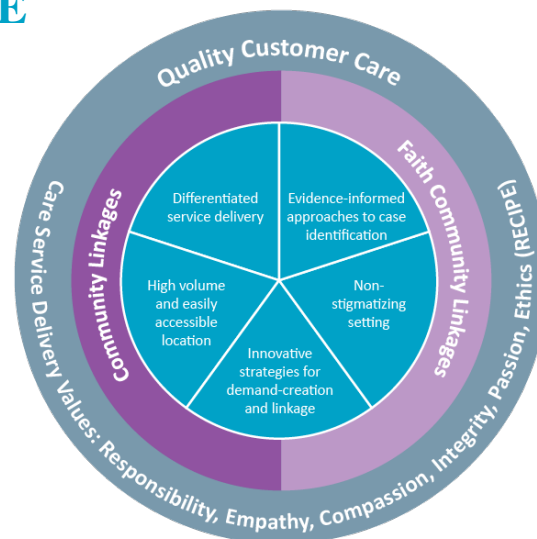 E
Quality Customer Care
Community Linkages
Faith Community Linkages
Differentiated
service delivery
Evidence-informed
approaches to case
identification
High volume
and easily
accessible
location
Non-
stigmatizing
setting
Innovative
strategies for
demand-creation
and linkage
Care Service Delivery Values: Responsibility, Empathy, Compassion, Integrity, Passion, Ethics (RECIPE)